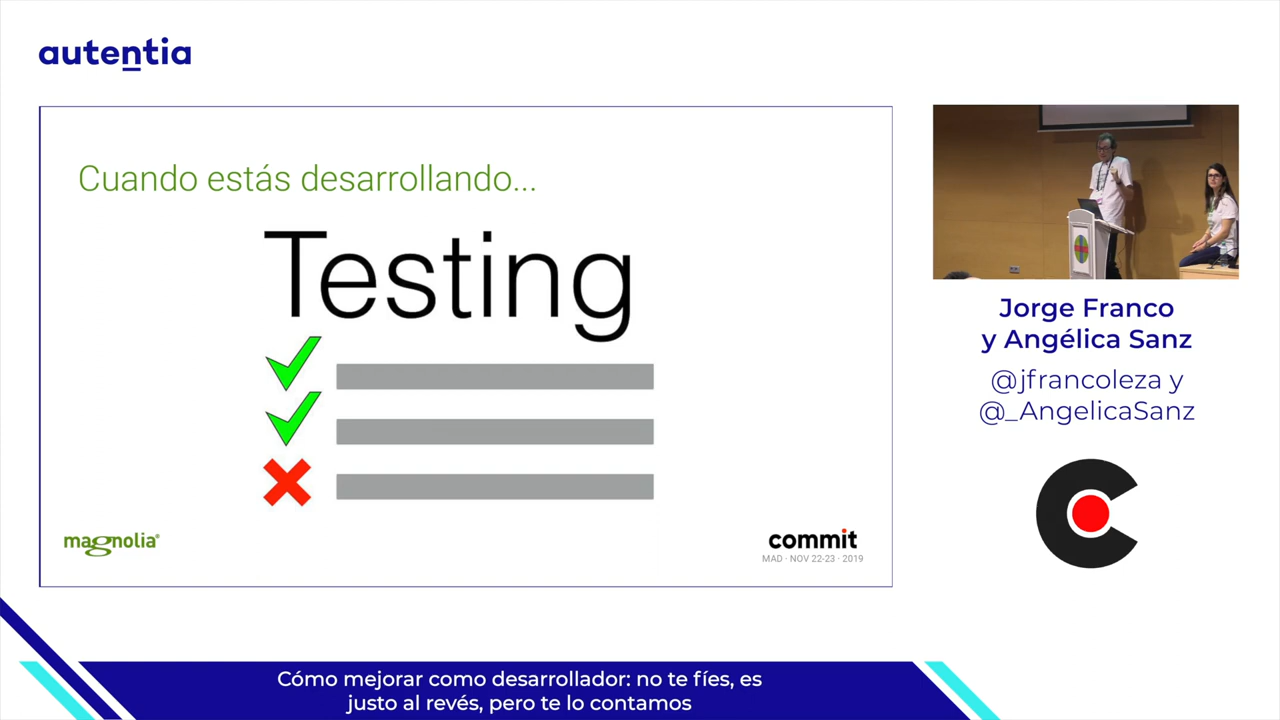 autentia
Cuando estás desarrollando...
Testing
magnolia®
commit
MAD · NOV 22-23 · 2019
Jorge Franco
y Angélica Sanz
@jfrancoleza y
@_AngelicaSanz
Cómo mejorar como desarrollador: no te fíes, es
justo al revés, pero te lo contamos